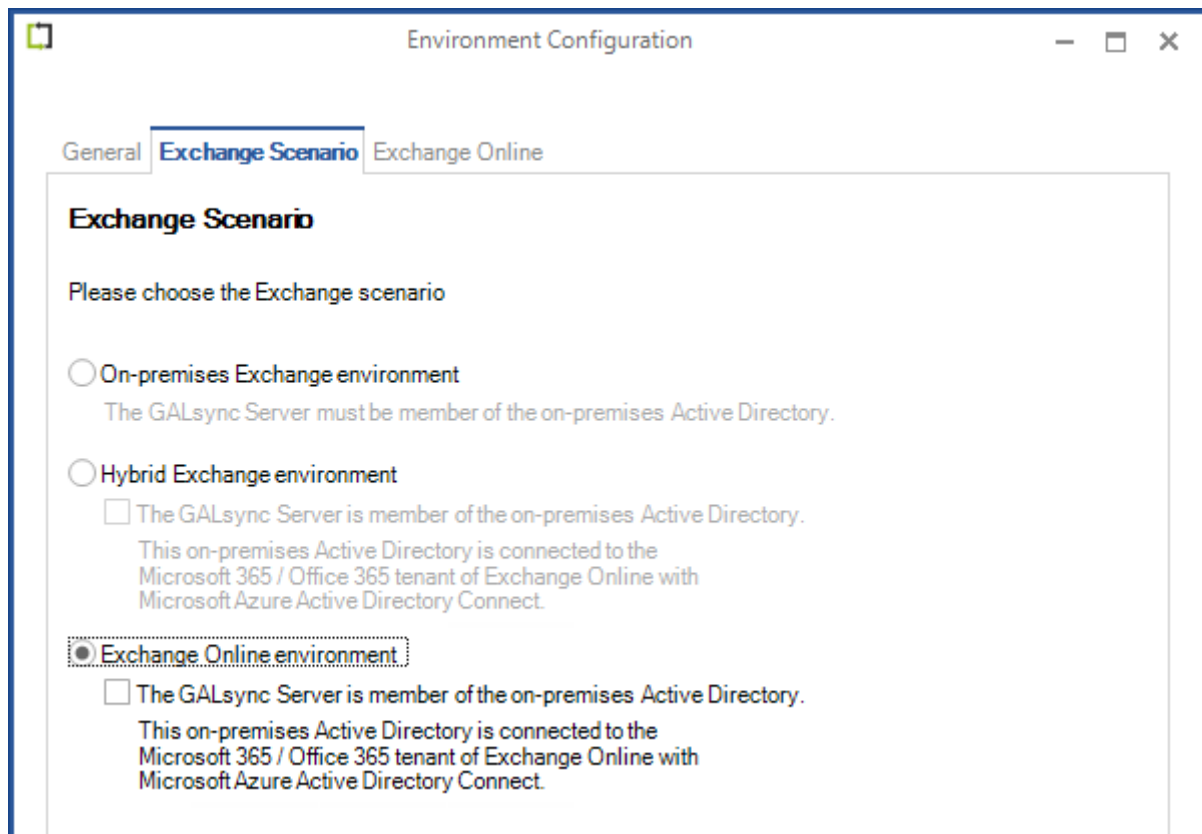 Environment Configuration
General Exchange Scenario Exchange Online
Exchange Scenario
Please choose the Exchange scenario
On-premises Exchange environment
The GALsync Server must be member of the on-premises Active Directory.
Hybrid Exchange environment
The GALsync Server is member of the on-premises Active Directory.
This on-premises Active Directory is connected to the
Microsoft 365 / Office 365 tenant of Exchange Online with
Microsoft Azure Active Directory Connect.
Exchange Online environment
The GALsync Server is member of the on-premises Active Directory.
This on-premises Active Directory is connected to the
Microsoft 365 / Office 365 tenant of Exchange Online with
Microsoft Azure Active Directory Connect.